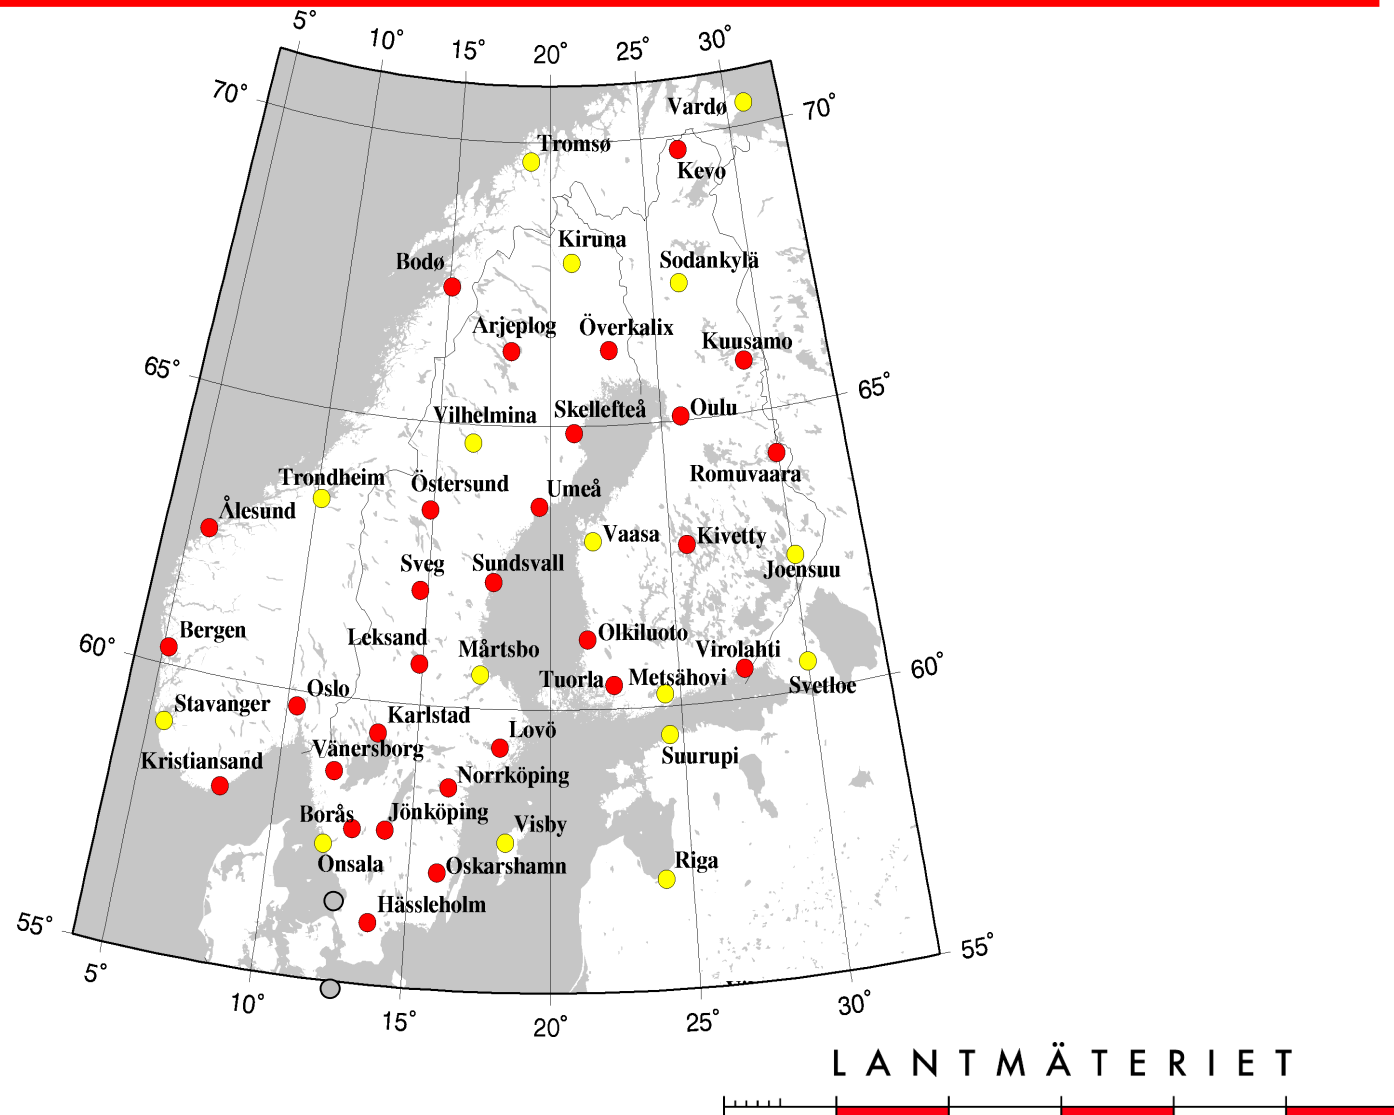 5°
10°
15°
20°
25°
30°
70°
70°
Vardø
Tromsø
Kevo
Kiruna
Bodø
Sodankylä
Arjeplog
Överkalix
Kuusamo
65°
65°
Vilhelmina
Skellefteå
Oulu
Romuvaara
Trondheim
Östersund
Umeå
Ålesund
Vaasa
Kivetty
Sveg
Sundsvall
Joensuu
Bergen
Leksand
Olkiluoto
Mårtsbo
Virolahti
60°
60°
Tuorla
Metsähovi
Svetloe
Oslo
Stavanger
Karlstad
Lovö
Vänersborg
Suurupi
Kristiansand
Norrköping
Borås
Jönköping
Visby
Onsala
Oskarshamn
Riga
Hässleholm
55°
55°
5°
10°
15°
20°
25°
30°
LANTMÄTERIET